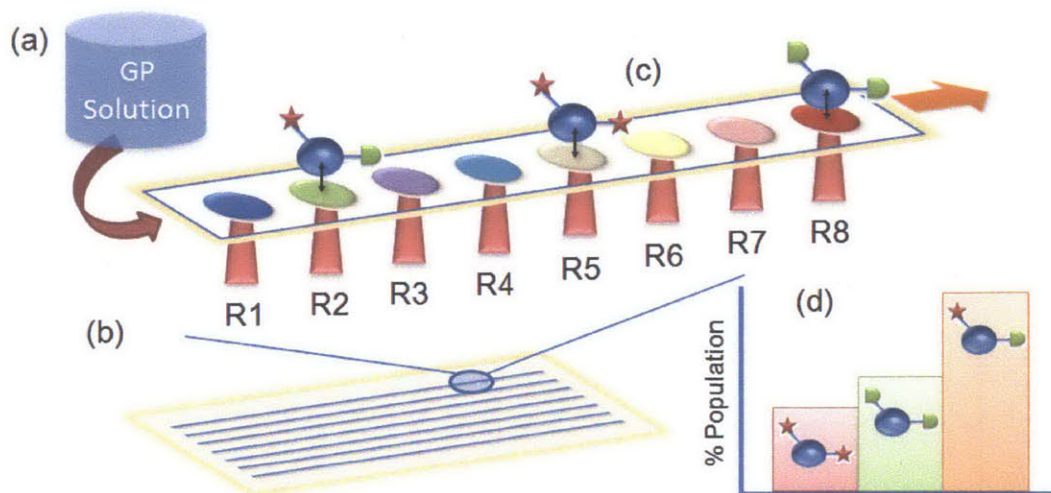 (a)
GP
Solution
(c)
R1
R2
R3
R4
R5
R6
R7
R8
(b)
(d)
% Population